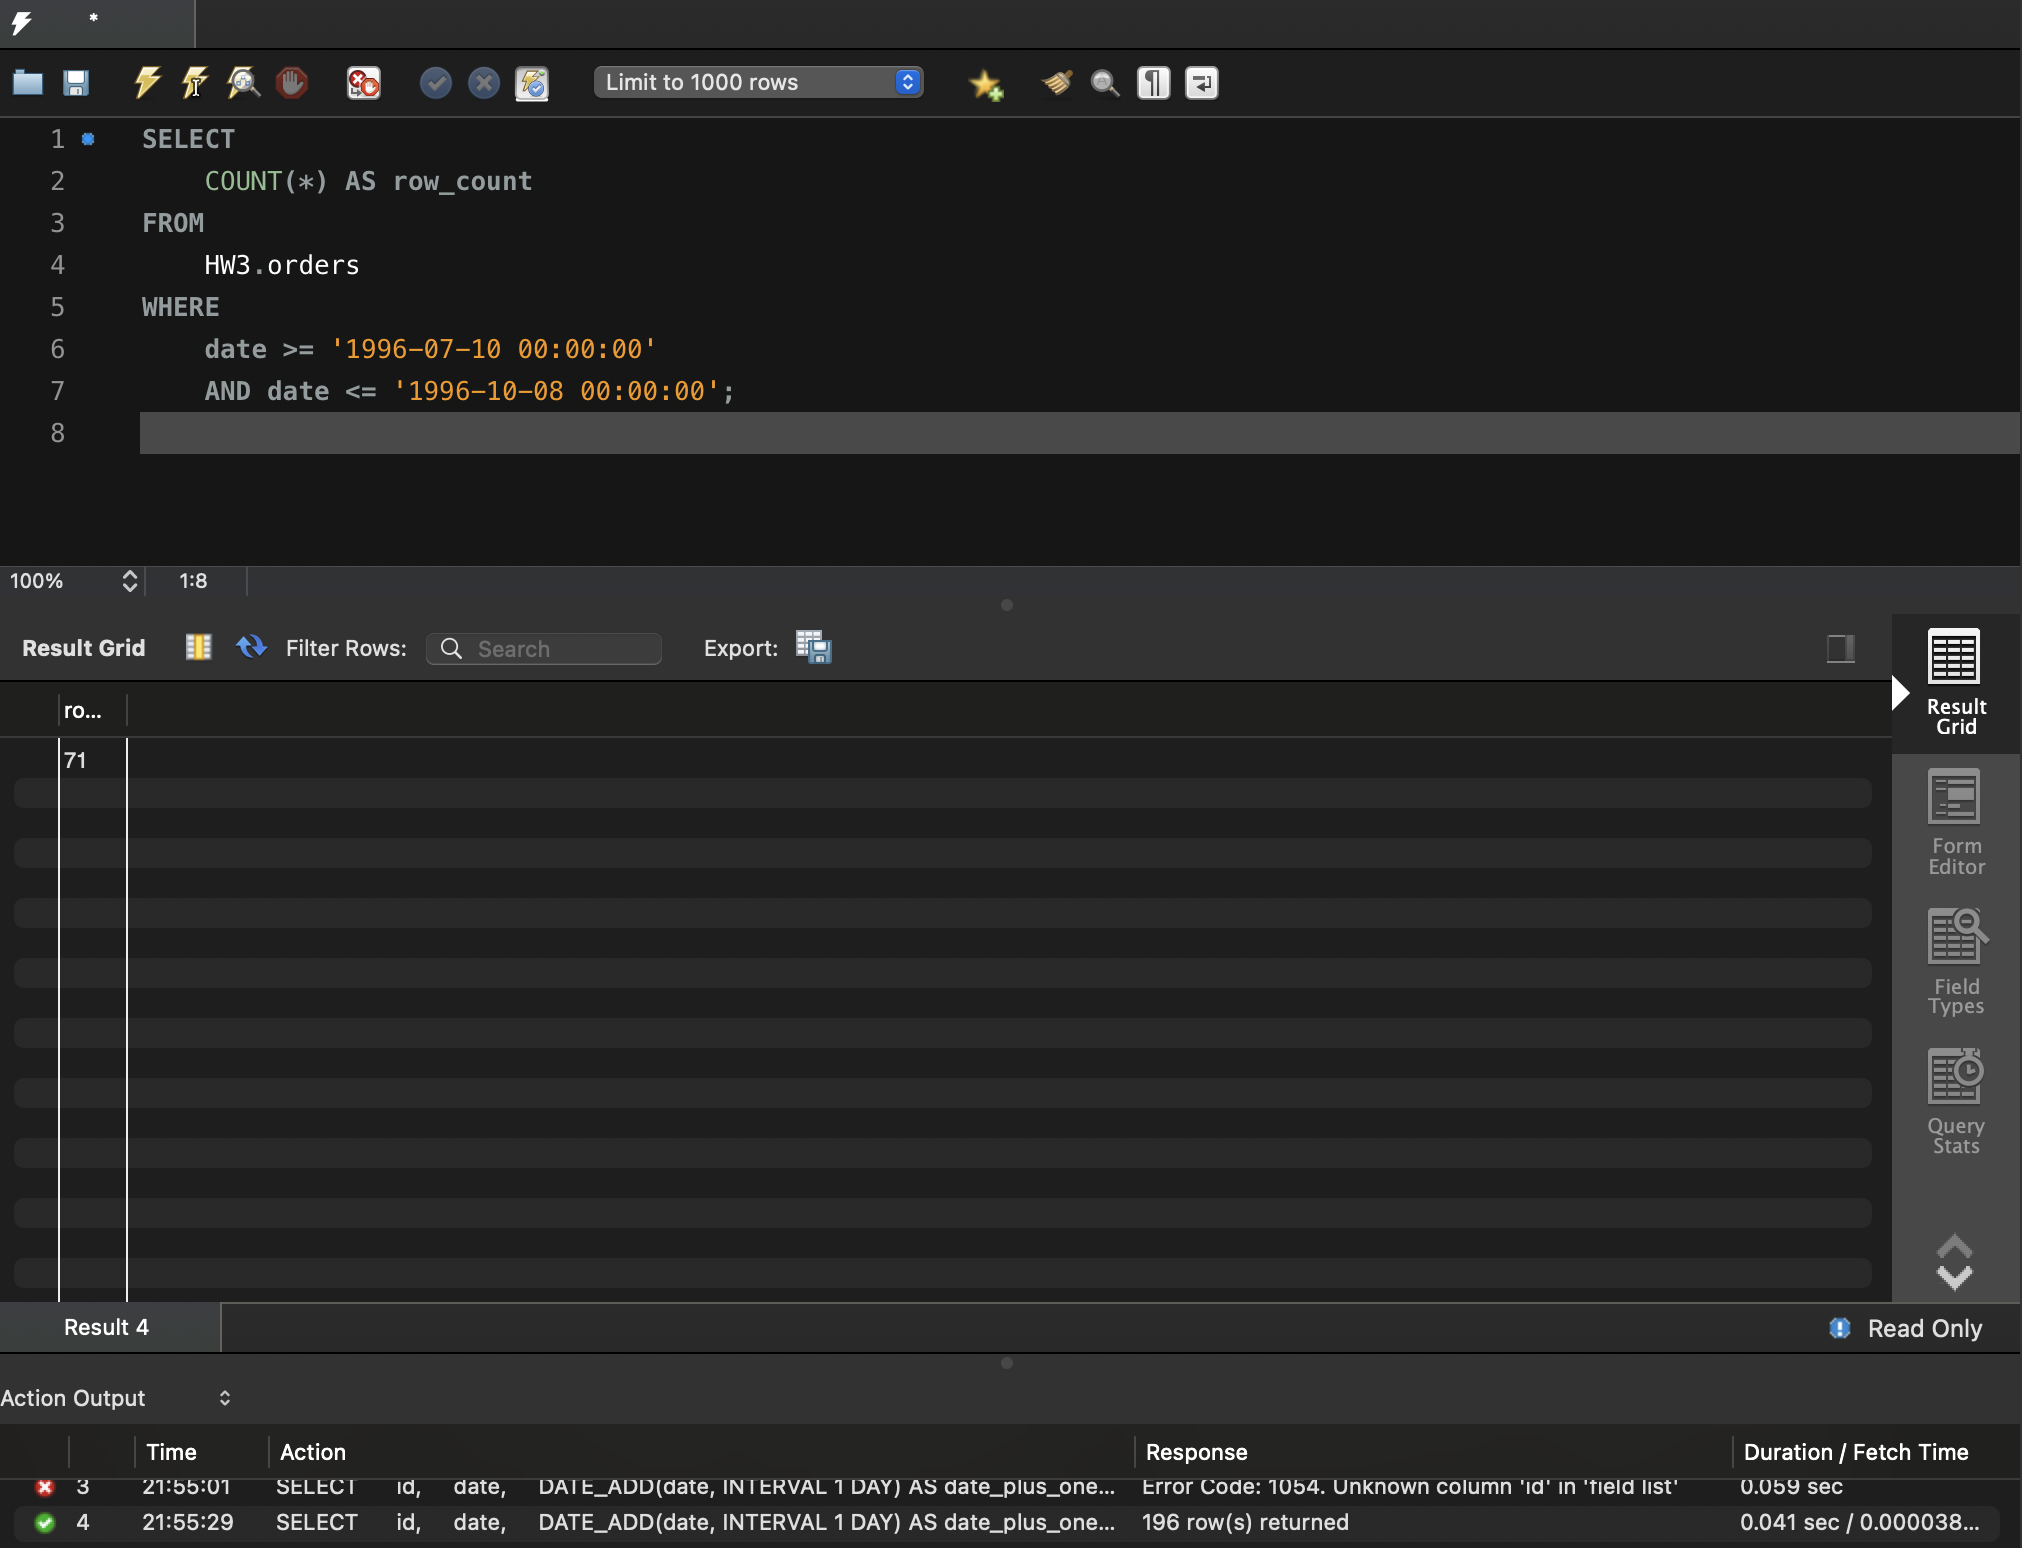 *
Limit to 1000 rows
1 SELECT
2 COUNT(*) AS row_count
3 FROM
4 HW3.orders
5 WHERE
6 date >= '1996-07-10 00:00:00'
7 AND date <= '1996-10-08 00:00:00';
8
100% 1:8
Result Grid Filter Rows: Search Export:
ro...
71
Result Grid
Form Editor
Field Types
Query Stats
Result 4 Read Only
Action Output
Time Action Response Duration / Fetch Time
3 21:55:01 SELECT id, date, DATE_ADD(date, INTERVAL 1 DAY) AS date_plus_one... Error Code: 1054. Unknown column 'id' in 'field list' 0.059 sec
4 21:55:29 SELECT id, date, DATE_ADD(date, INTERVAL 1 DAY) AS date_plus_one... 196 row(s) returned 0.041 sec / 0.000038...